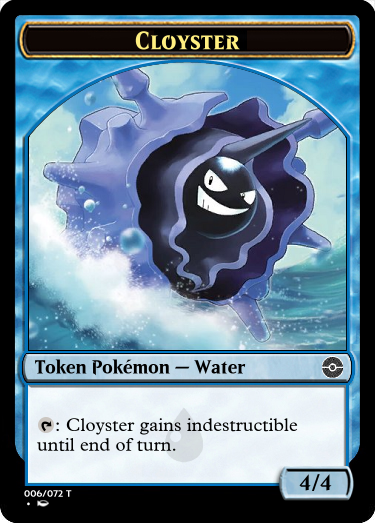 Cloyster
Token Pokémon — Water
: Cloyster gains indestructible
until end of turn.
4/4
006/072 T